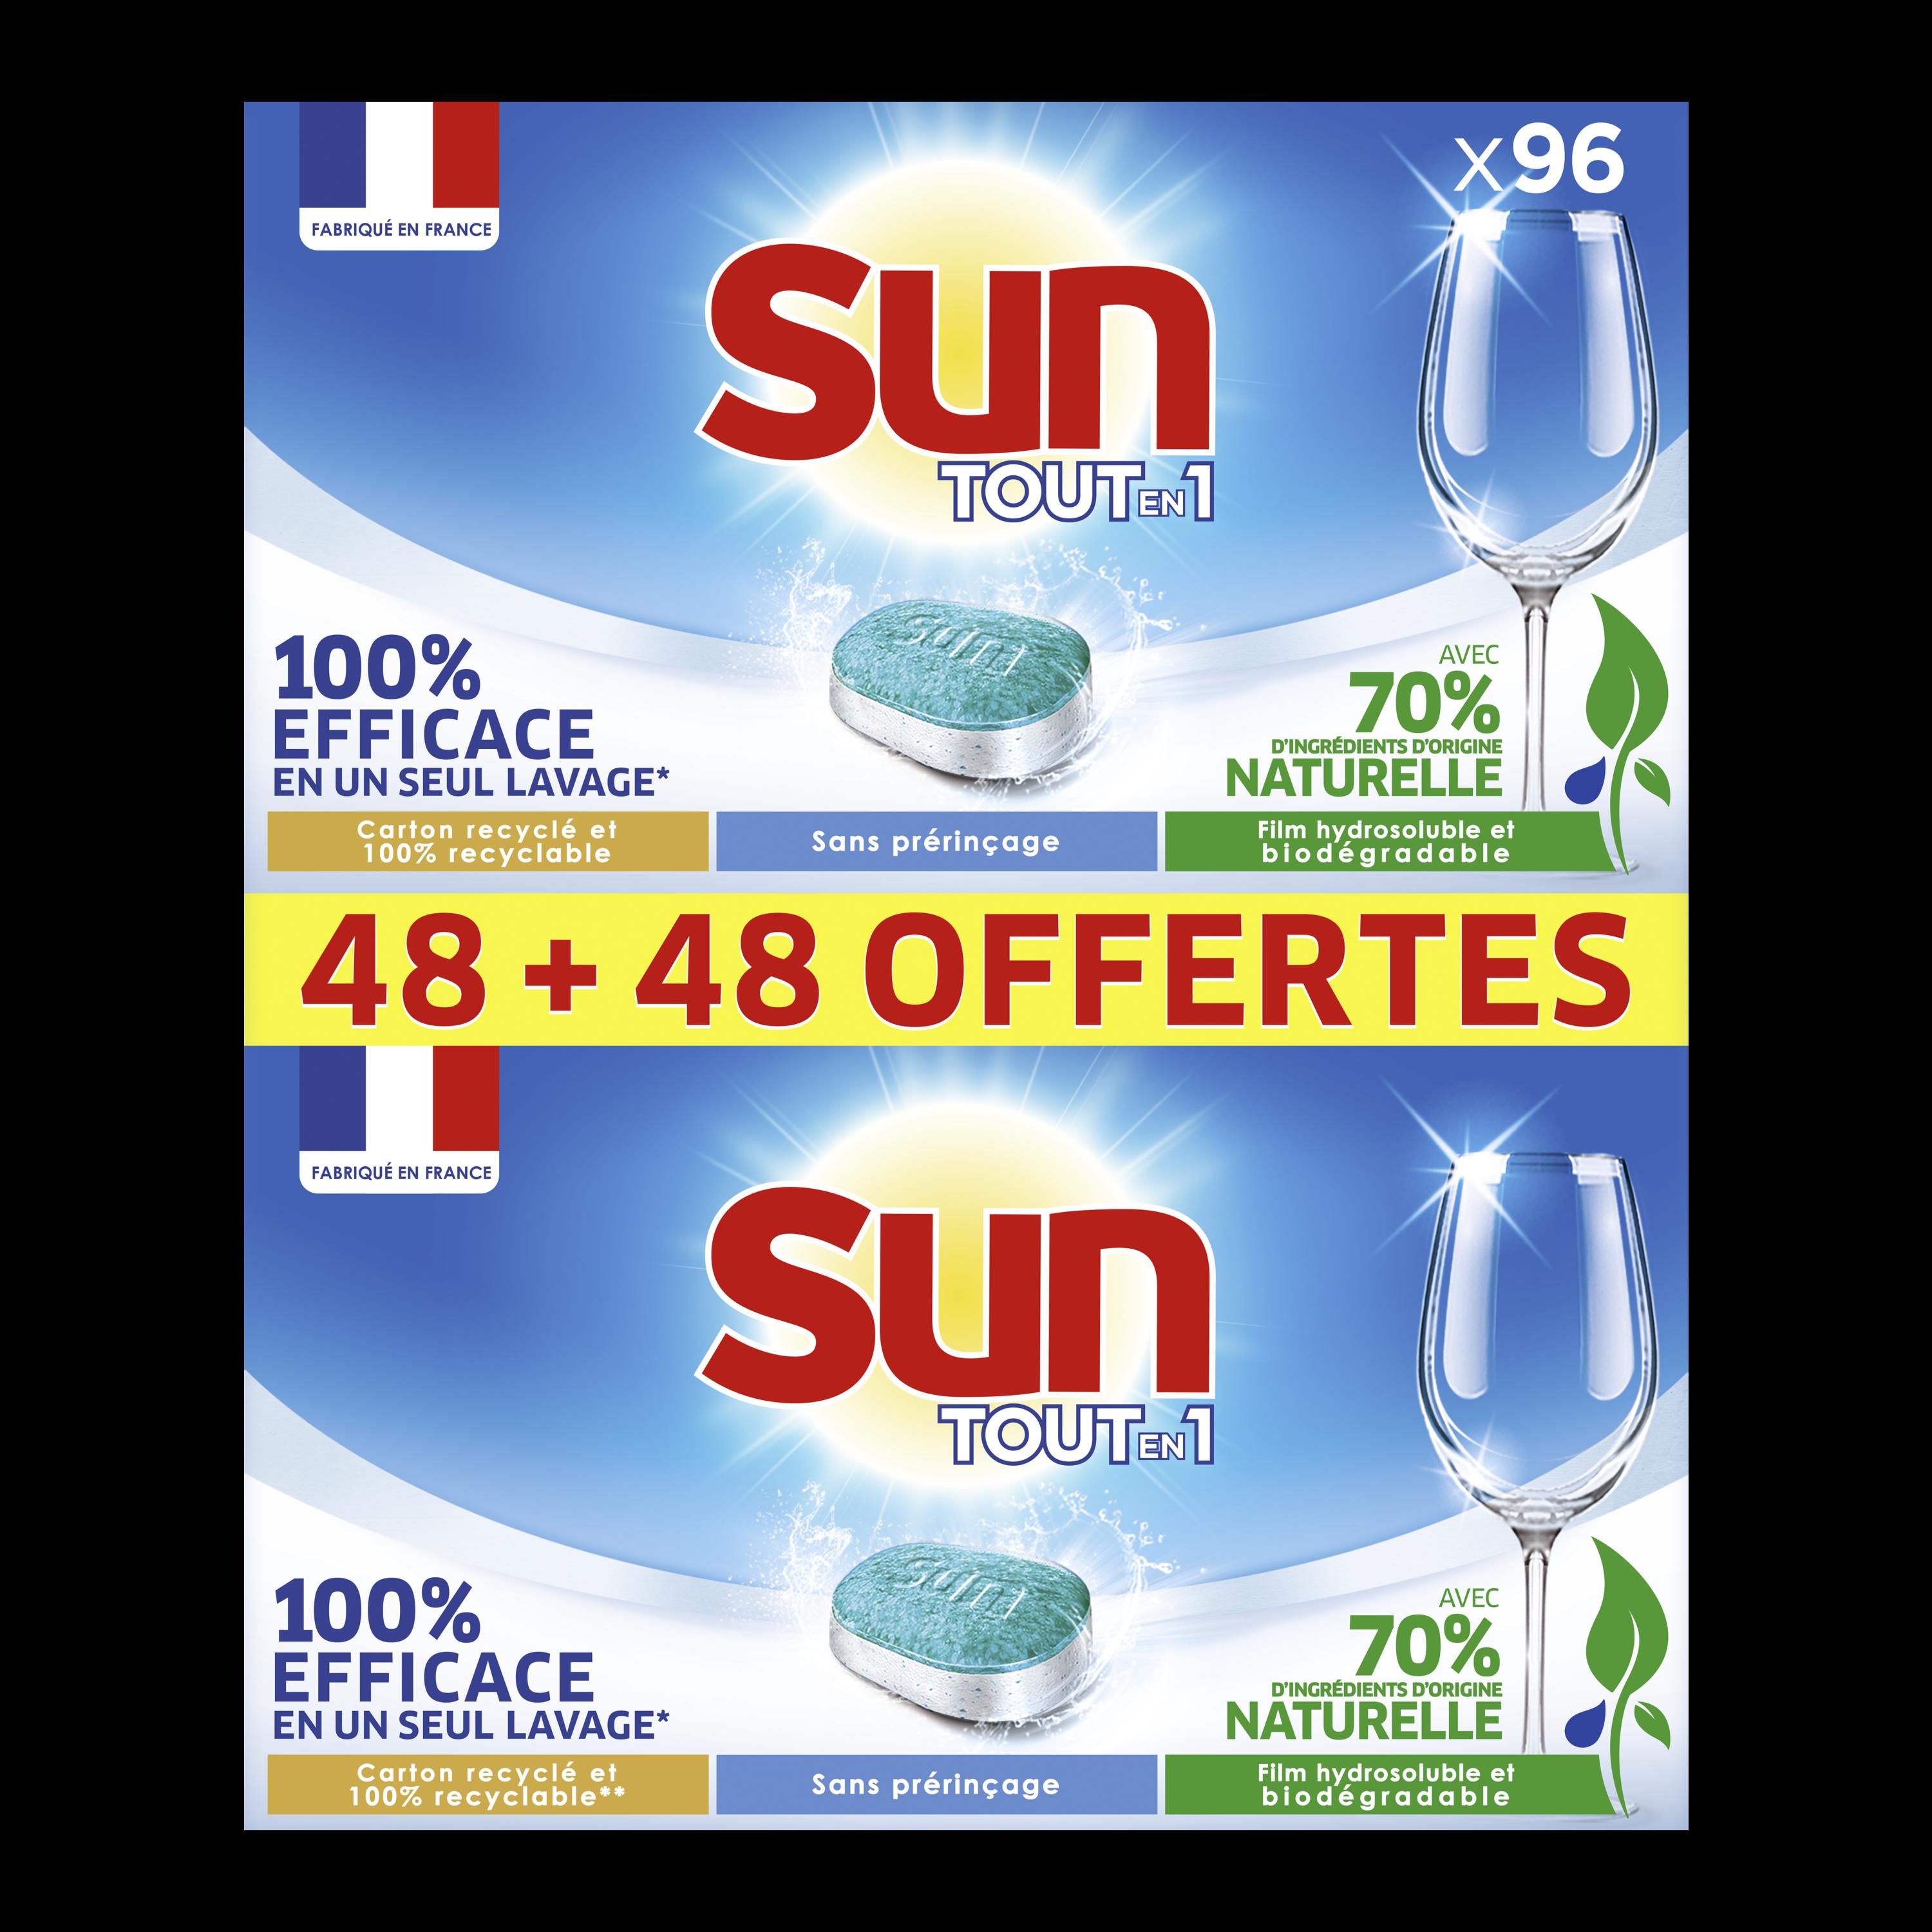 x96
FABRIQUÉ EN FRANCE
Sun
TOUT EN 1
sun
100%
EFFICACE
EN UN SEUL LAVAGE*
AVEC
70%
D'INGRÉDIENTS D'ORIGINE
NATURELLE
Carton recyclé et
100% recyclable
Sans prérinçage
Film hydrosoluble et
biodégradable
48 + 48 OFFERTES
FABRIQUÉ EN FRANCE
Sun
TOUT EN 1
sun
100%
EFFICACE
EN UN SEUL LAVAGE*
AVEC
70%
D'INGRÉDIENTS D'ORIGINE
NATURELLE
Carton recyclé et
100% recyclable**
Sans prérinçage
Film hydrosoluble et
biodégradable